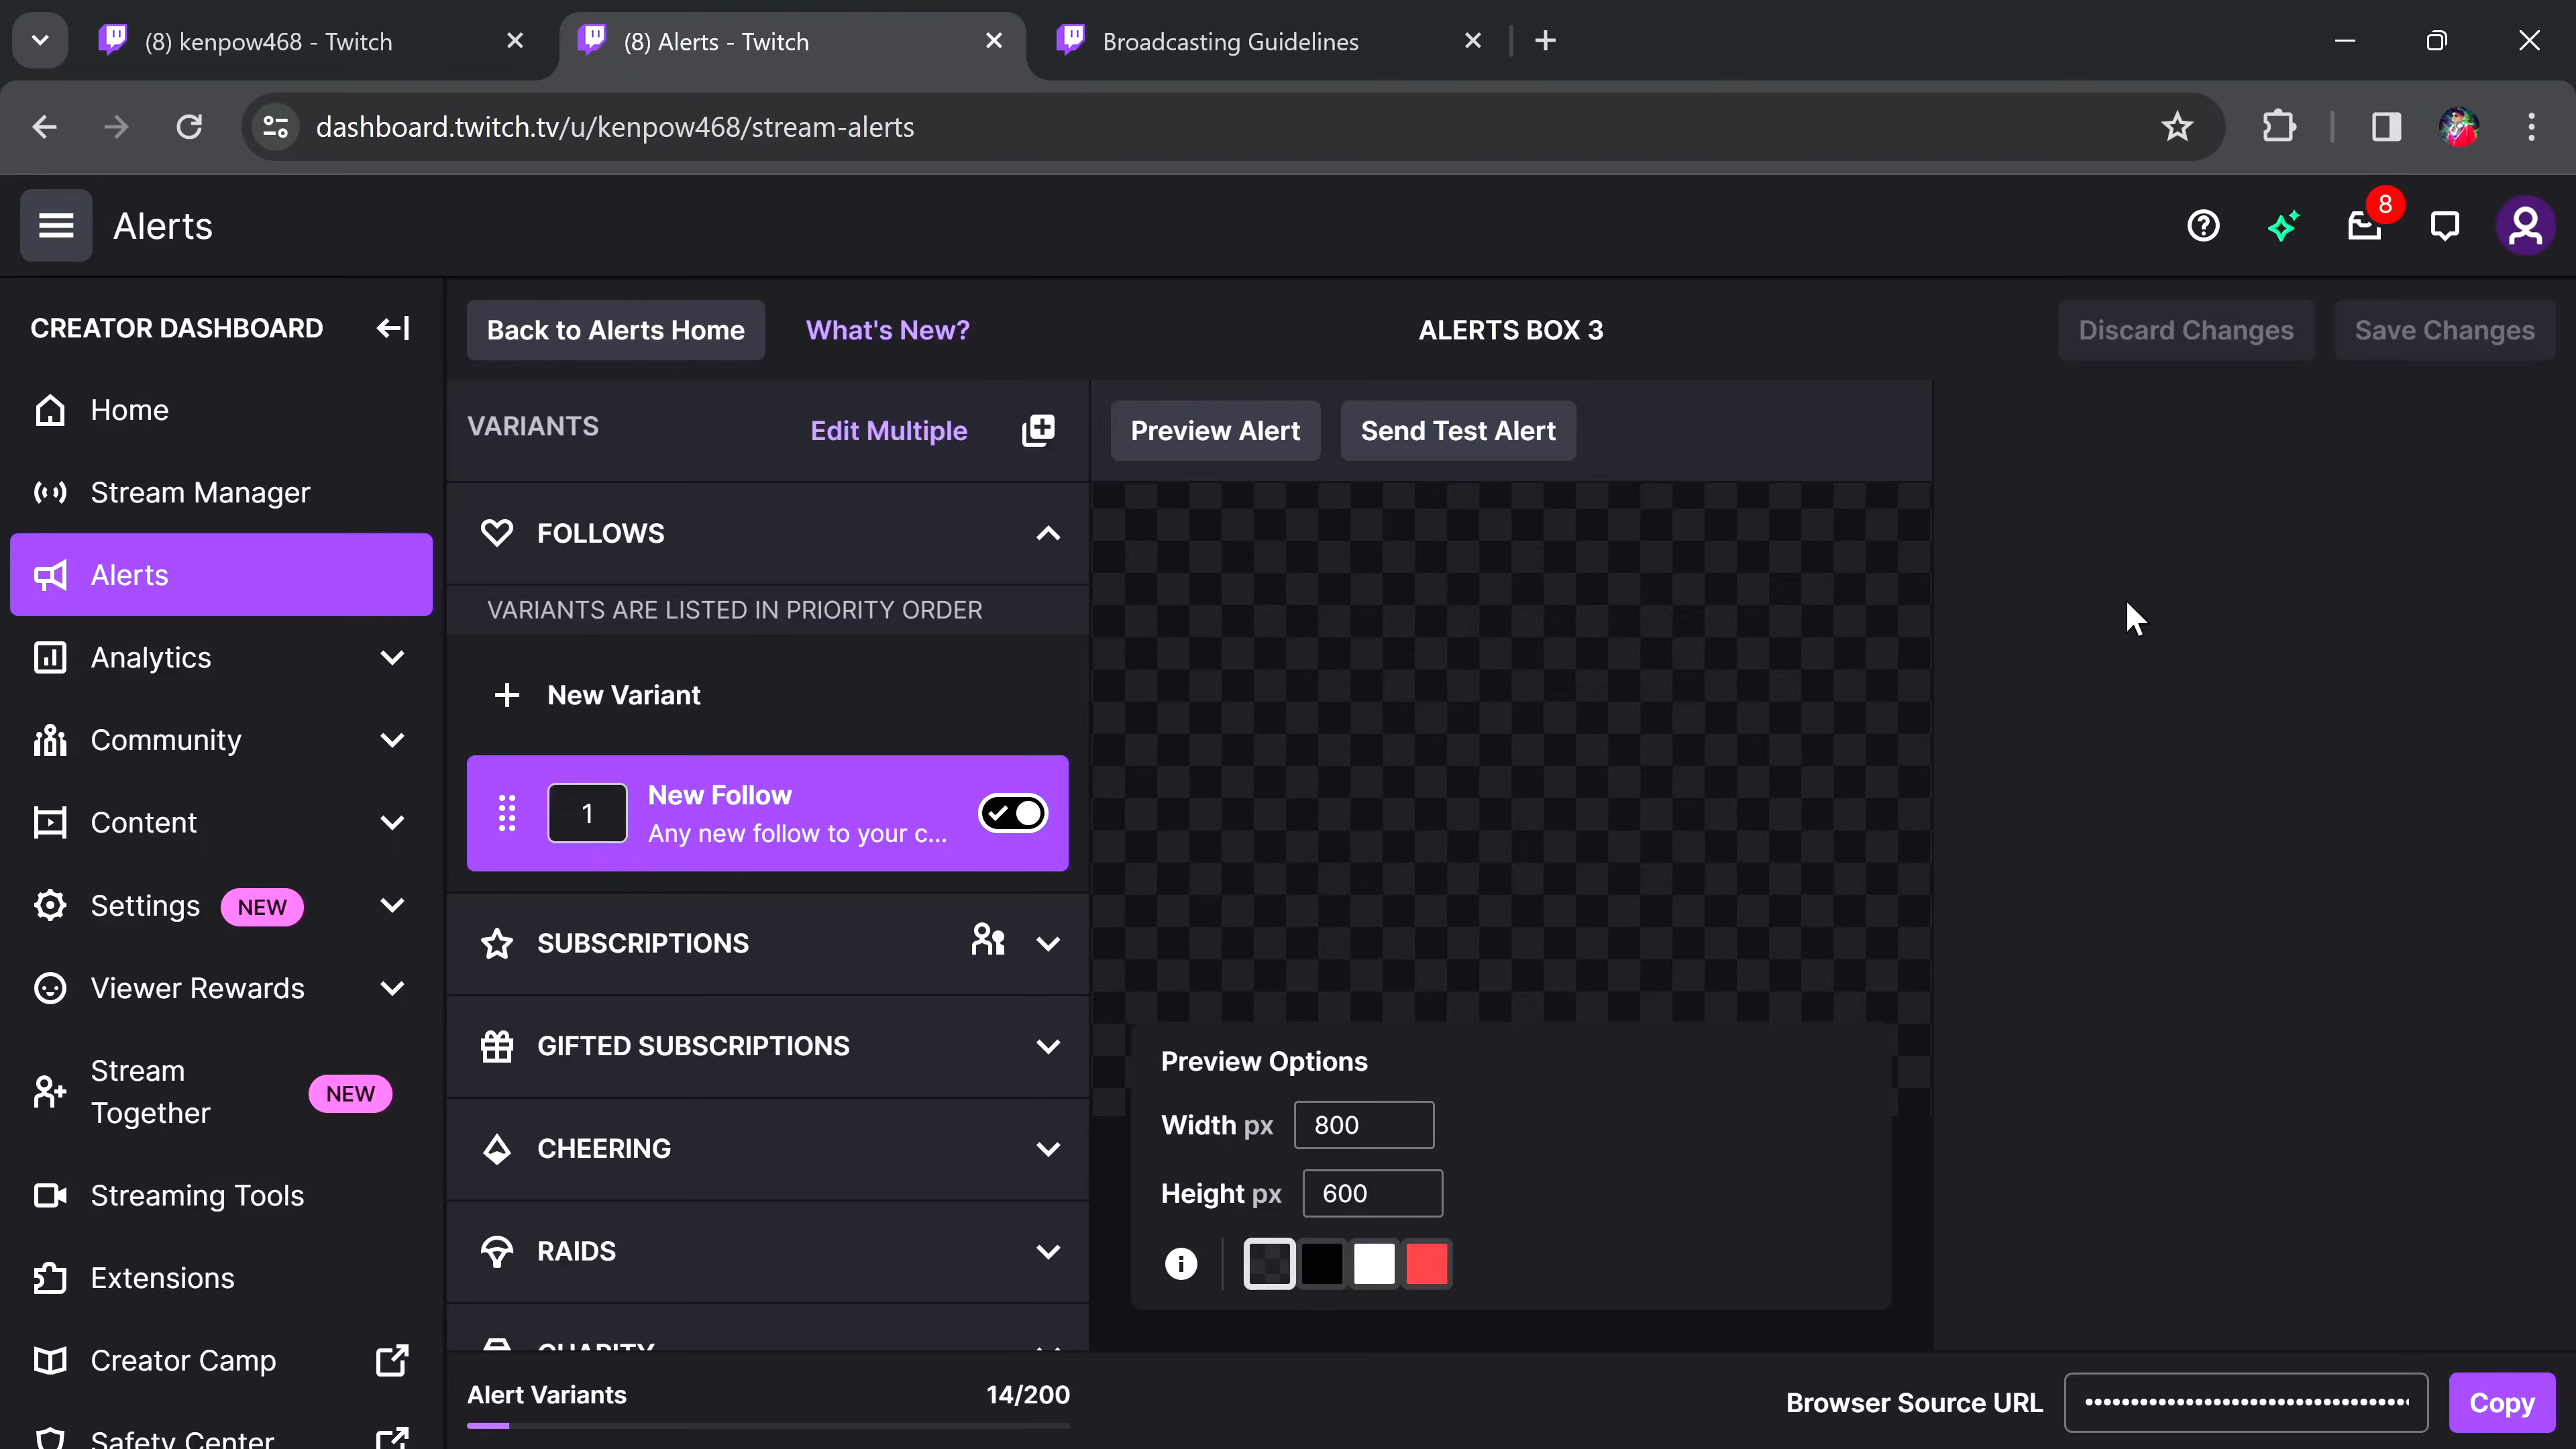 (8) kenpow468 - Twitch
(8) Alerts - Twitch
Broadcasting Guidelines
dashboard.twitch.tv/u/kenpow468/stream-alerts
Alerts
8
CREATOR DASHBOARD
Home
Stream Manager
Alerts
Analytics
Community
Content
Settings NEW
Viewer Rewards
Stream
Together
NEW
Streaming Tools
Extensions
Creator Camp
Safety Center
Back to Alerts Home
What's New?
ALERTS BOX 3
Discard Changes
Save Changes
VARIANTS
Edit Multiple
Preview Alert
Send Test Alert
FOLLOWS
VARIANTS ARE LISTED IN PRIORITY ORDER
New Variant
1
New Follow
Any new follow to your c...
SUBSCRIPTIONS
GIFTED SUBSCRIPTIONS
CHEERING
RAIDS
CHARITY
Preview Options
Width px 800
Height px 600
Alert Variants
14/200
Browser Source URL
Copy